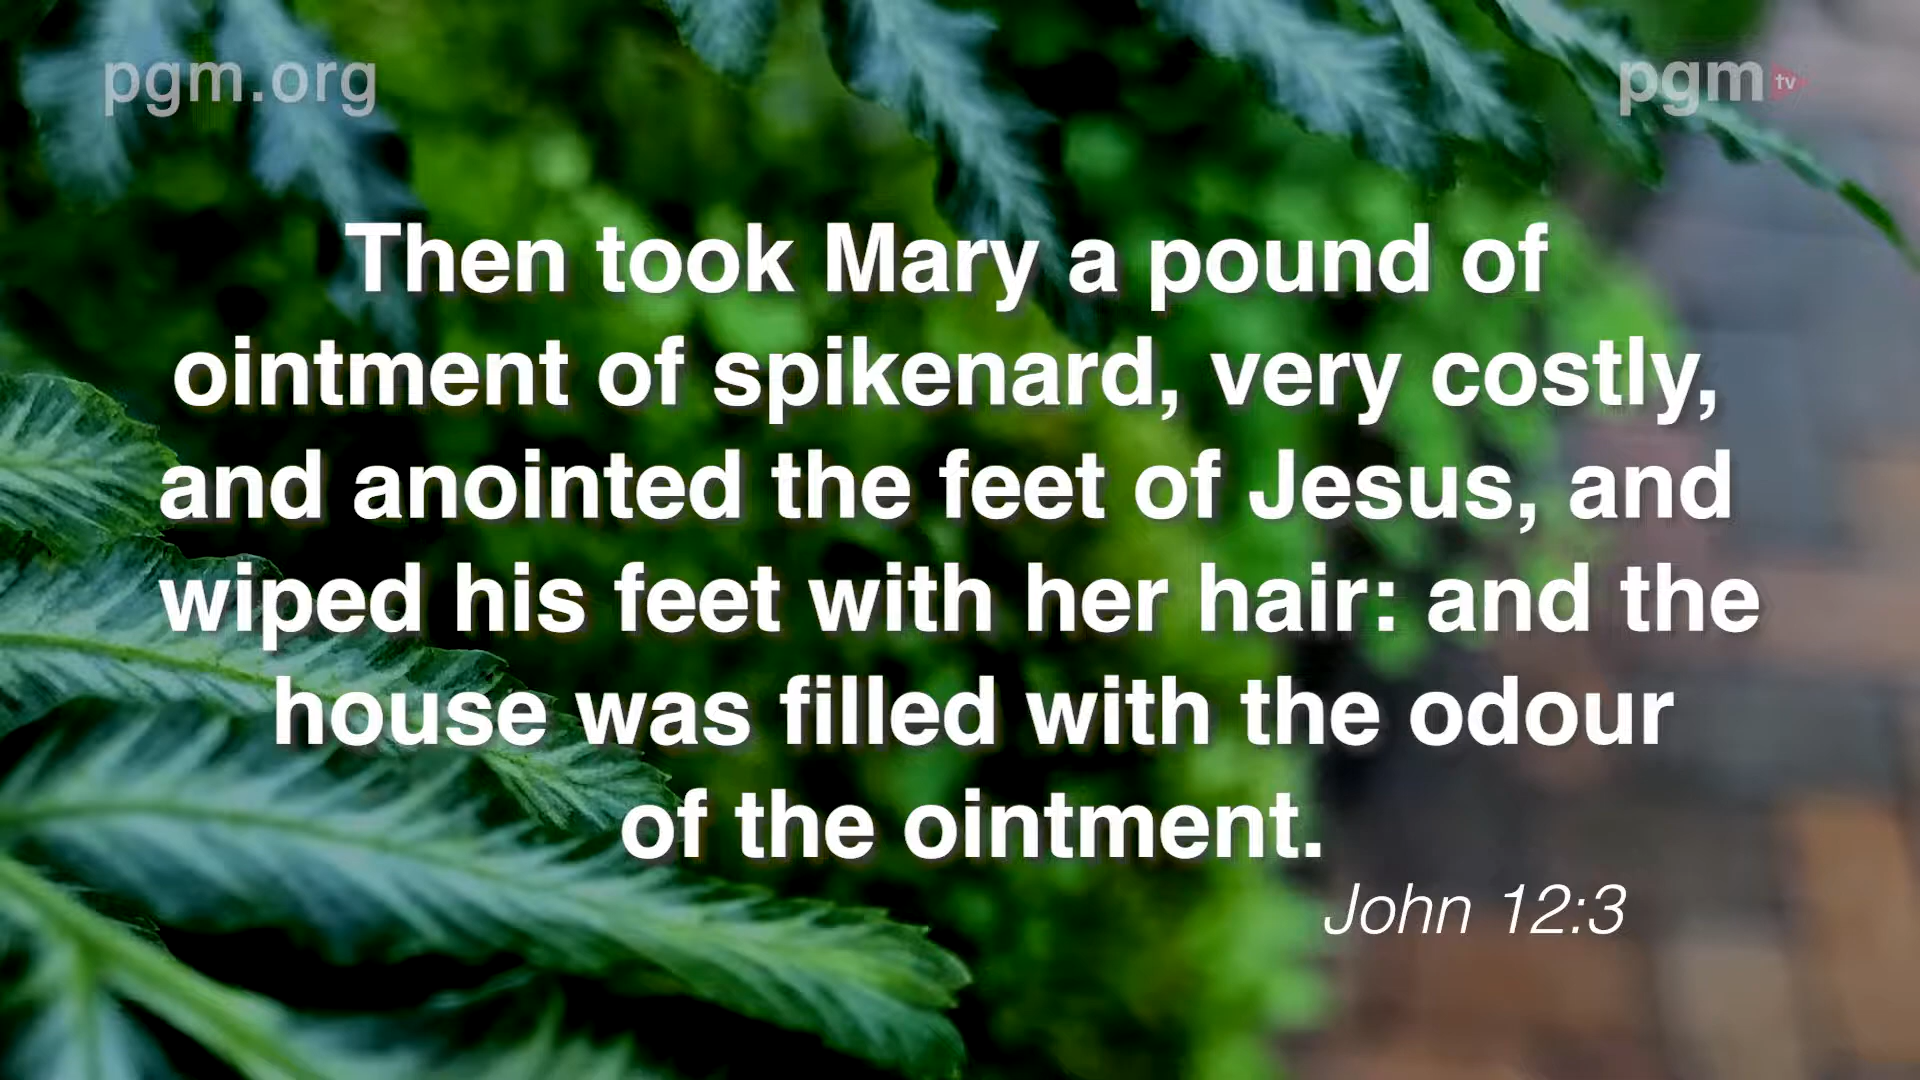 pgm.org
pgm tv
Then took Mary a pound of
ointment of spikenard, very costly,
and anointed the feet of Jesus, and
wiped his feet with her hair: and the
house was filled with the odour
of the ointment.
John 12:3